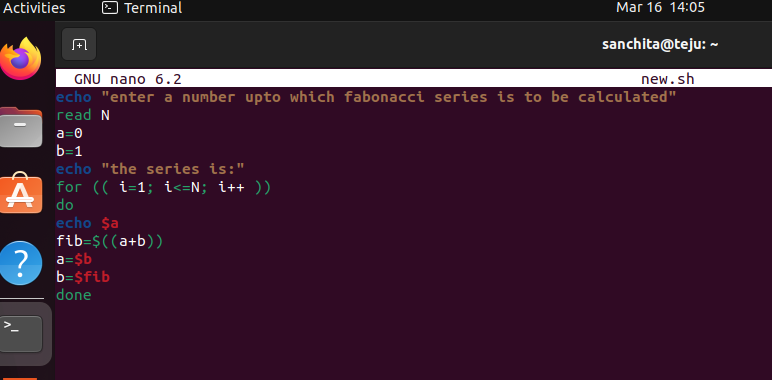 Activities Terminal Mar 16 14:05
sanchita@teju: ~
GNU nano 6.2 new.sh
echo "enter a number upto which fabonacci series is to be calculated"
read N
a=0
b=1
echo "the series is:"
for (( i=1; i<=N; i++ ))
do
echo $a
fib=$((a+b))
a=$b
b=$fib
done